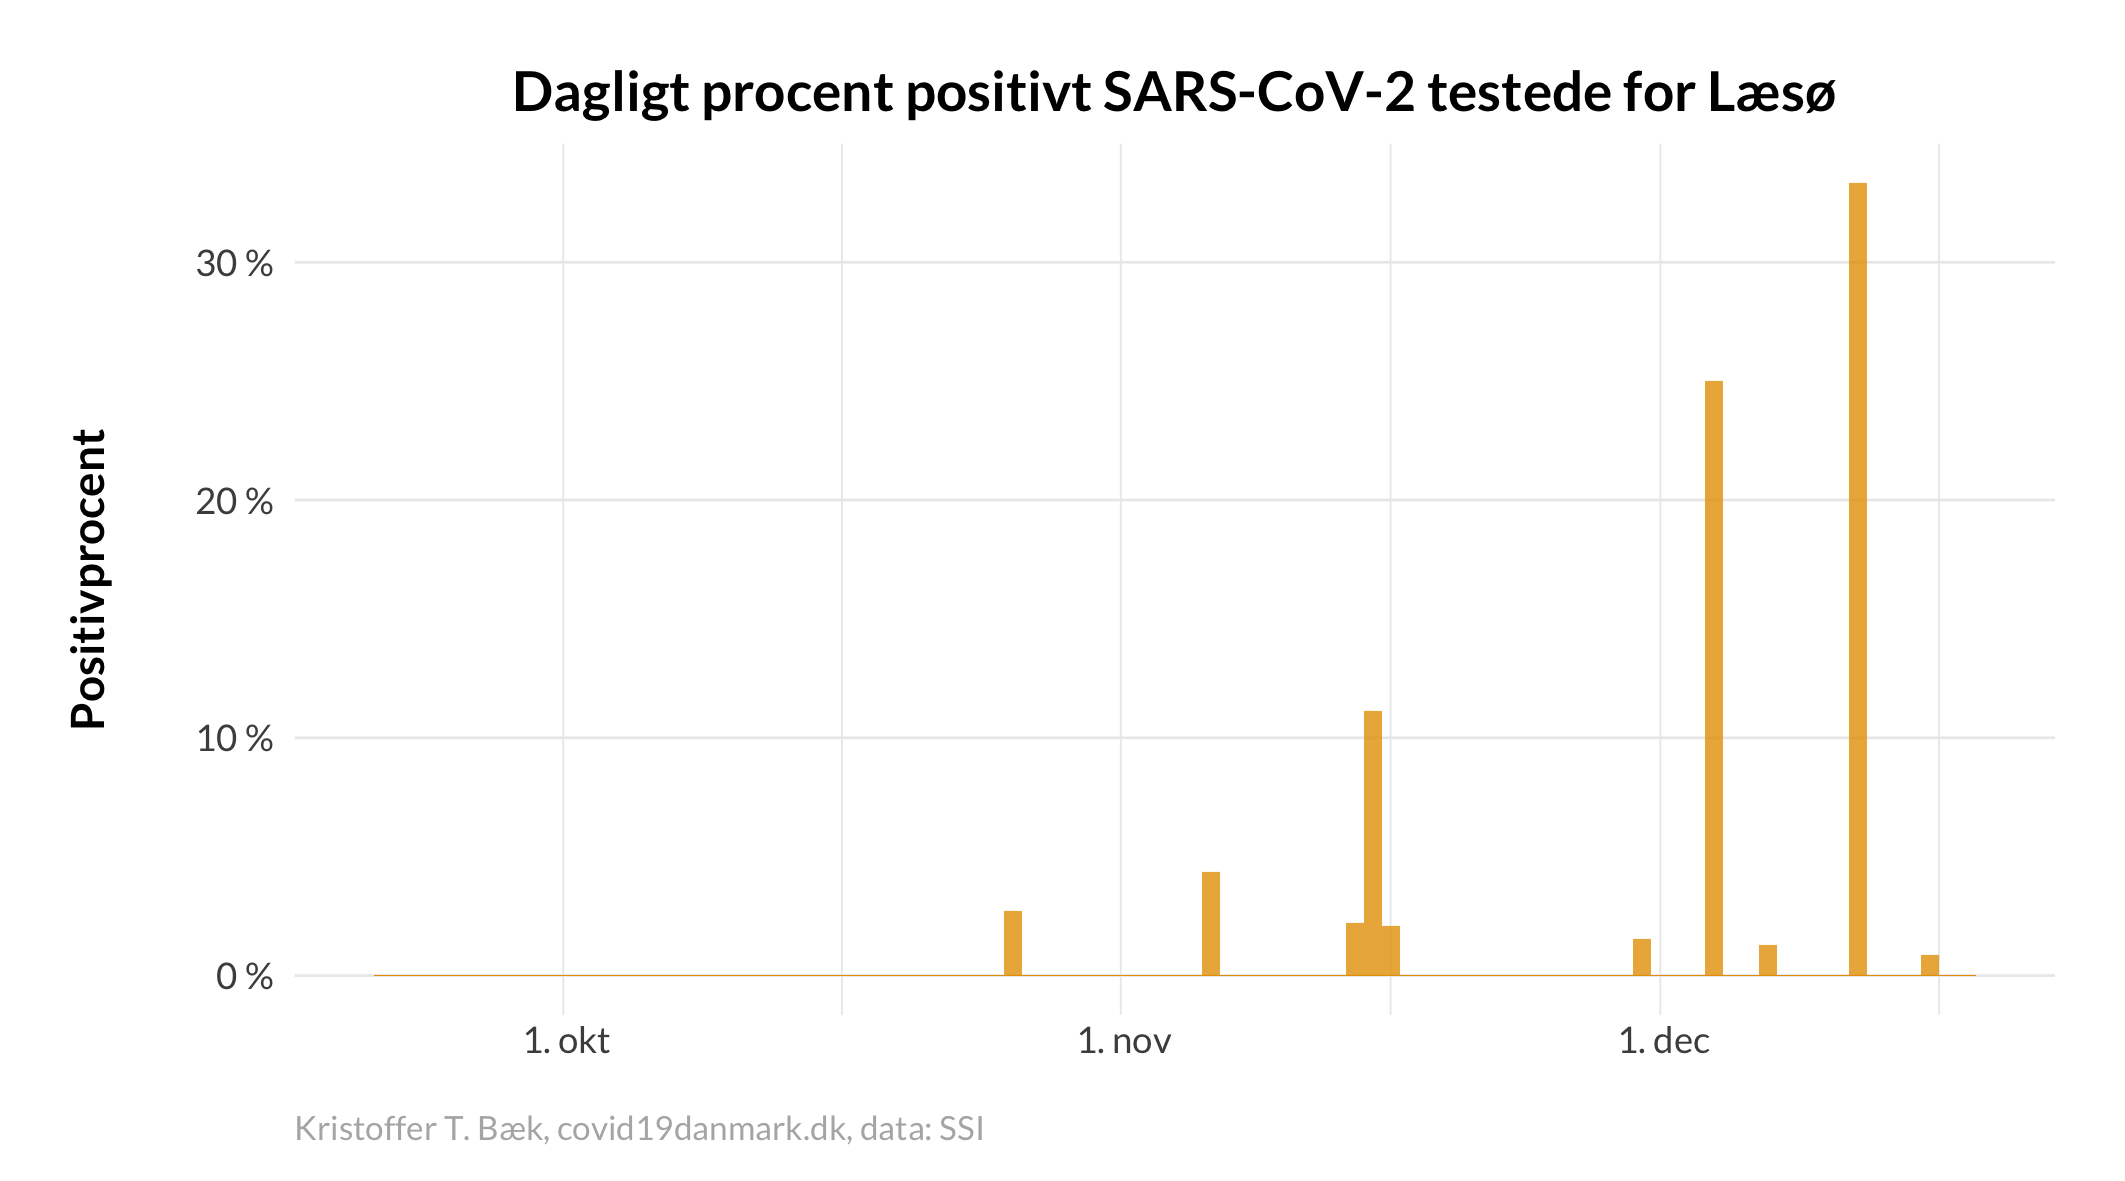 Dagligt procent positivt SARS-CoV-2 testede for Læsø
Positivprocent
30 %
20 %
10 %
0 %
1. okt
1. nov
1. dec
Kristoffer T. Bæk, covid19danmark.dk, data: SSI